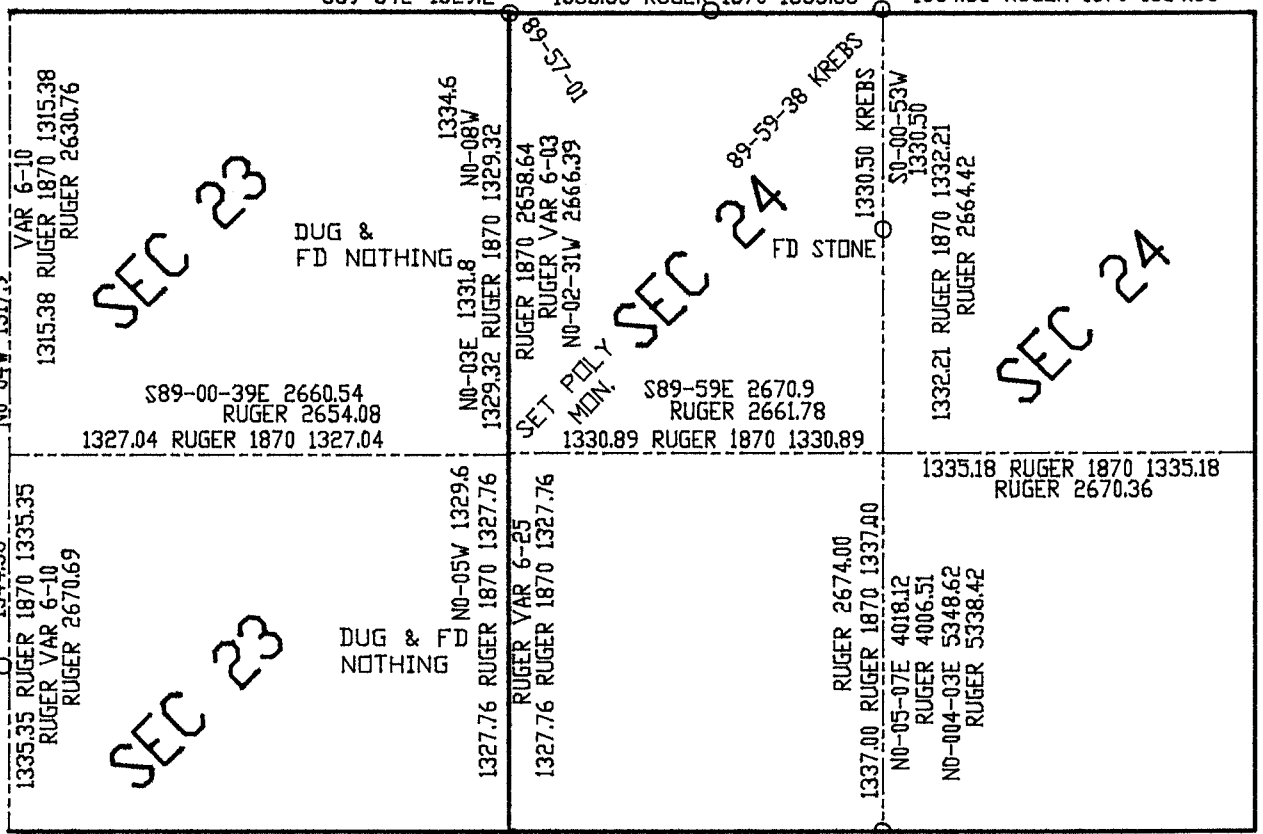 VAR 6-10
1315.38 RUGER 1870 1315.38
RUGER 2630.76
SEC 23
DUG &
FD NOTHING
1334.6
N0-08W
N0-03E 1331.8
1329.32 RUGER 1870 1329.32
S89-00-39E 2660.54
RUGER 2654.08
1327.04 RUGER 1870 1327.04
89-57-01
RUGER 1870 2658.64
RUGER VAR 6-03
N0-02-31W 2666.39
89-59-38 KREBS
SEC 24
FD STONE
SET POLY
MON.
S89-59E 2670.9
RUGER 2661.78
1330.89 RUGER 1870 1330.89
1330.50 KREBS
S0-00-53W
1330.50
1332.21 RUGER 1870 1332.21
RUGER 2664.42
SEC 24
1335.18 RUGER 1870 1335.18
RUGER 2670.36
1335.35 RUGER 1870 1335.35
RUGER VAR 6-10
RUGER 2670.69
SEC 23
DUG & FD
NOTHING
N0-05W 1329.6
1327.76 RUGER 1870 1327.76
RUGER VAR 6-25
1327.76 RUGER 1870 1327.76
RUGER 2674.00
1337.00 RUGER 1870 1337.00
N0-05-07E 4018.12
RUGER 4006.51
N0-004-03E 5348.62
RUGER 5338.42